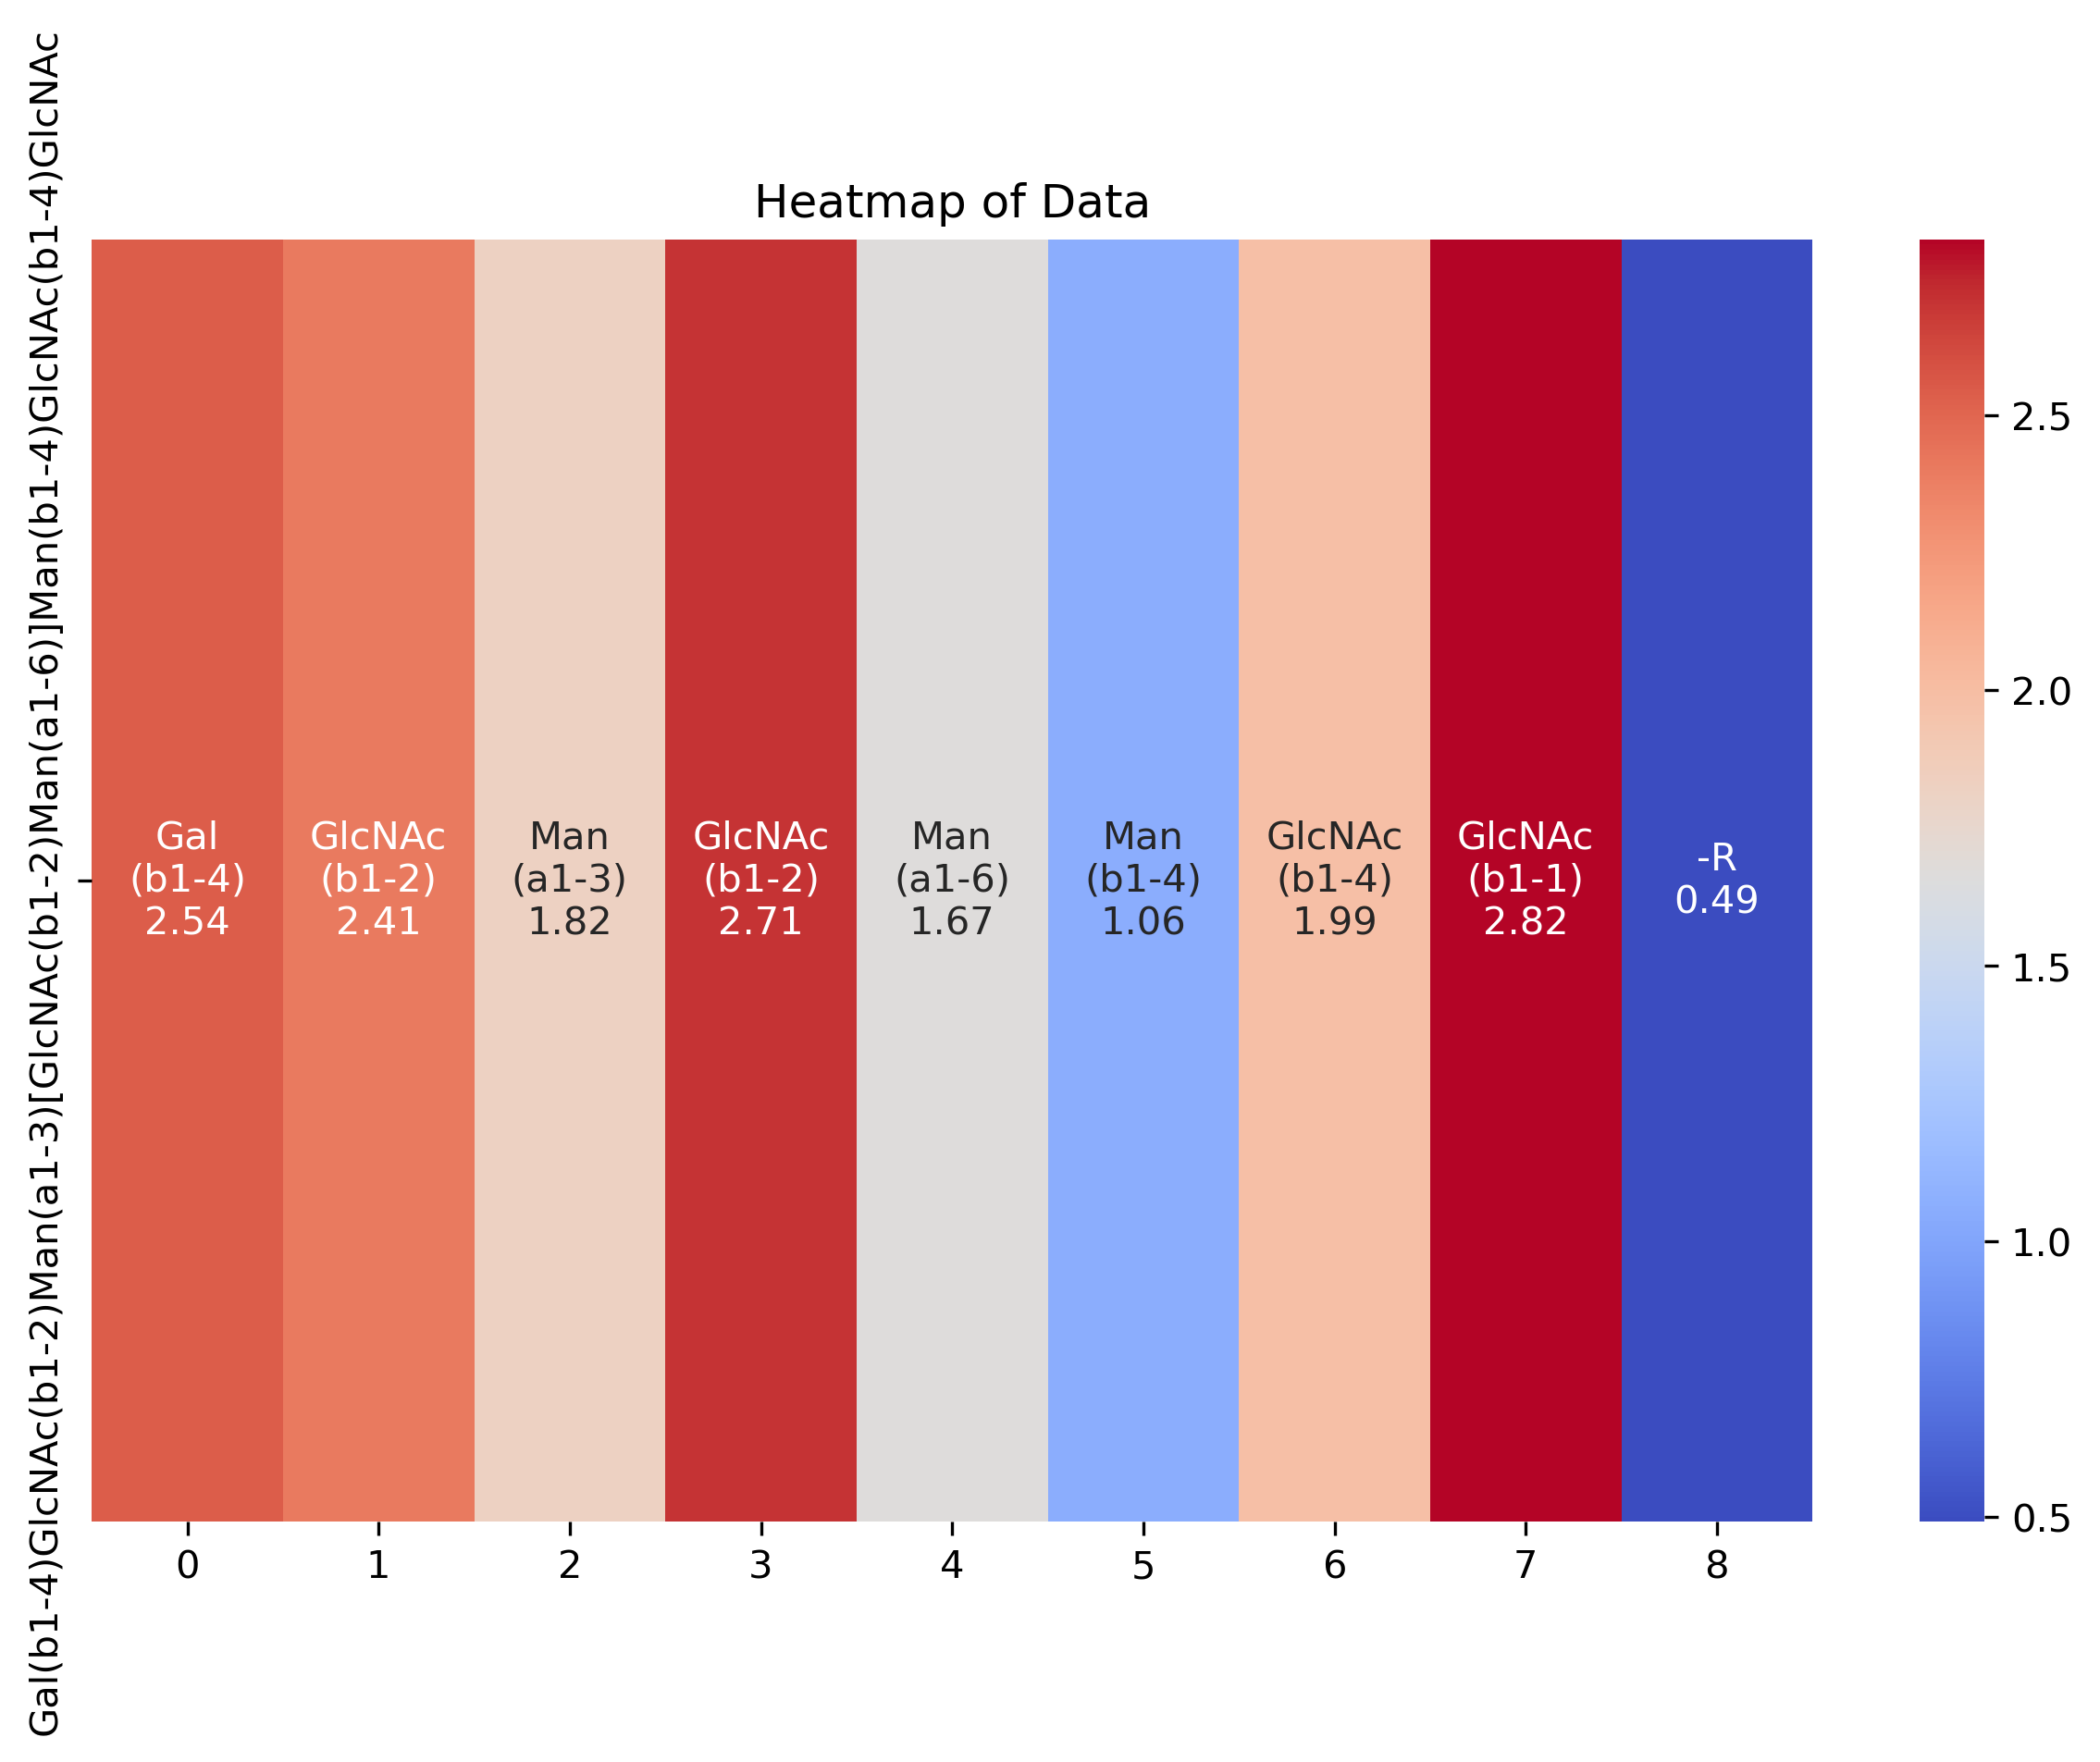 Heatmap of Data
Gal(b1-4)GlcNAc(b1-2)Man(a1-3)[GlcNAc(b1-2)Man(a1-6)]Man(b1-4)GlcNAc(b1-4)GlcNAc
Gal
(b1-4)
2.54
GlcNAc
(b1-2)
2.41
Man
(a1-3)
1.82
GlcNAc
(b1-2)
2.71
Man
(a1-6)
1.67
Man
(b1-4)
1.06
GlcNAc
(b1-4)
1.99
GlcNAc
(b1-1)
2.82
-R
0.49
0
1
2
3
4
5
6
7
8
2.5
2.0
1.5
1.0
0.5